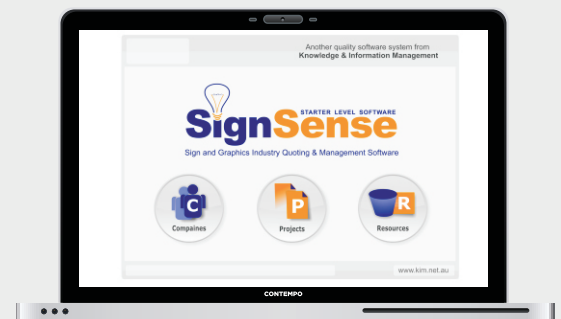 Another quality software system from
Knowledge & Information Management
STARTER LEVEL SOFTWARE
SignSense
Sign and Graphics Industry Quoting & Management Software
C
P
R
Compaines
Projects
Resources
www.kim.net.au
CONTEMPO